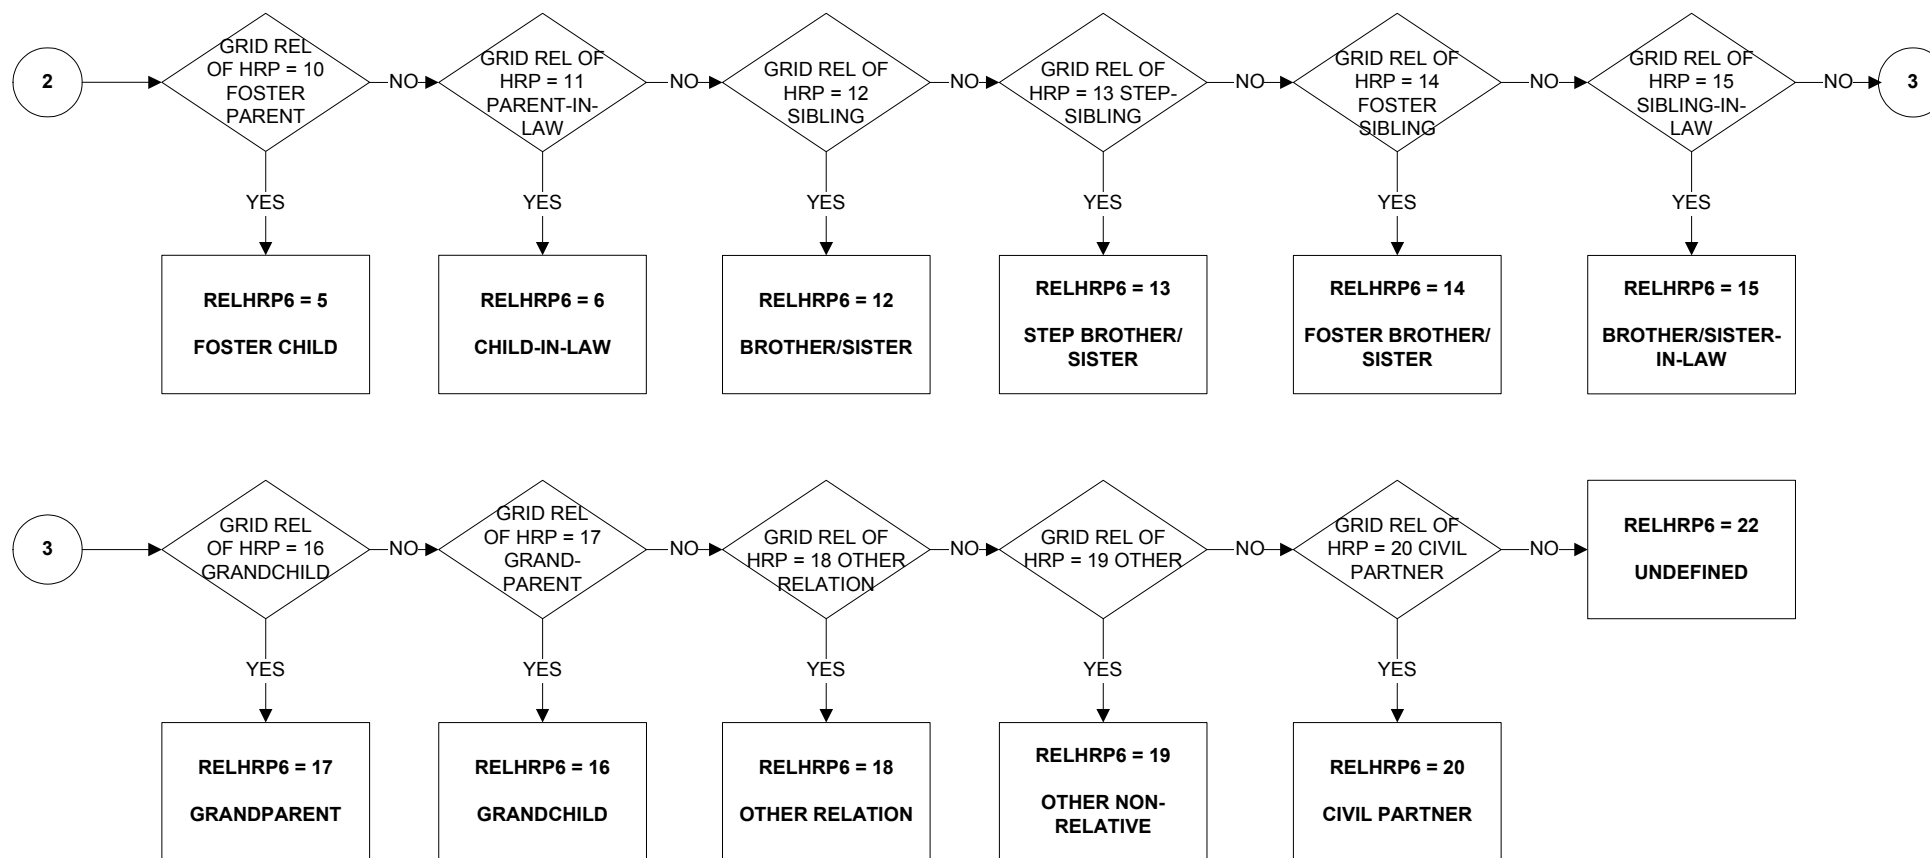 2
GRID REL
OF HRP = 10
FOSTER
PARENT
NO
GRID REL OF
HRP = 11
PARENT-IN-
LAW
NO
GRID REL OF
HRP = 12
SIBLING
NO
GRID REL OF
HRP = 13 STEP-
SIBLING
NO
GRID REL OF
HRP = 14
FOSTER
SIBLING
NO
GRID REL OF
HRP = 15
SIBLING-IN-
LAW
NO
3
YES
YES
YES
YES
YES
YES
RELHRP6 = 5
FOSTER CHILD
RELHRP6 = 6
CHILD-IN-LAW
RELHRP6 = 12
BROTHER/SISTER
RELHRP6 = 13
STEP BROTHER/
SISTER
RELHRP6 = 14
FOSTER BROTHER/
SISTER
RELHRP6 = 15
BROTHER/SISTER-
IN-LAW
3
GRID REL
OF HRP = 16
GRANDCHILD
NO
GRID REL
OF HRP = 17
GRAND-
PARENT
NO
GRID REL OF
HRP = 18 OTHER
RELATION
NO
GRID REL OF
HRP = 19 OTHER
NO
GRID REL OF
HRP = 20 CIVIL
PARTNER
NO
RELHRP6 = 22
UNDEFINED
YES
YES
YES
YES
YES
RELHRP6 = 17
GRANDPARENT
RELHRP6 = 16
GRANDCHILD
RELHRP6 = 18
OTHER RELATION
RELHRP6 = 19
OTHER NON-
RELATIVE
RELHRP6 = 20
CIVIL PARTNER